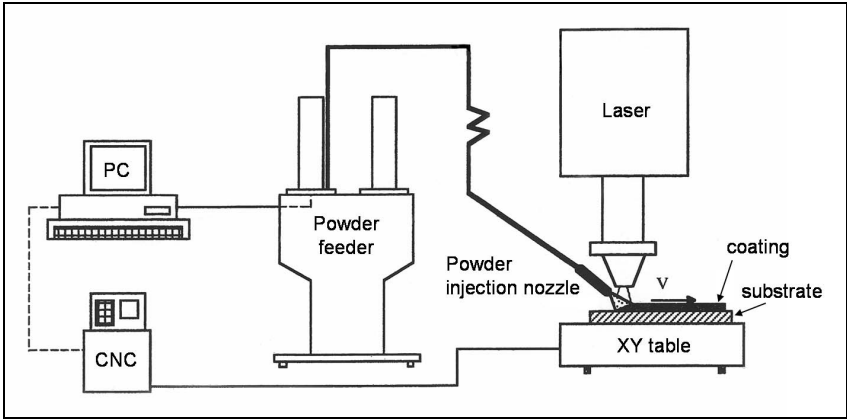 Laser
PC
Powder
feeder
coating
Powder
injection nozzle
V
substrate
CNC
XY table